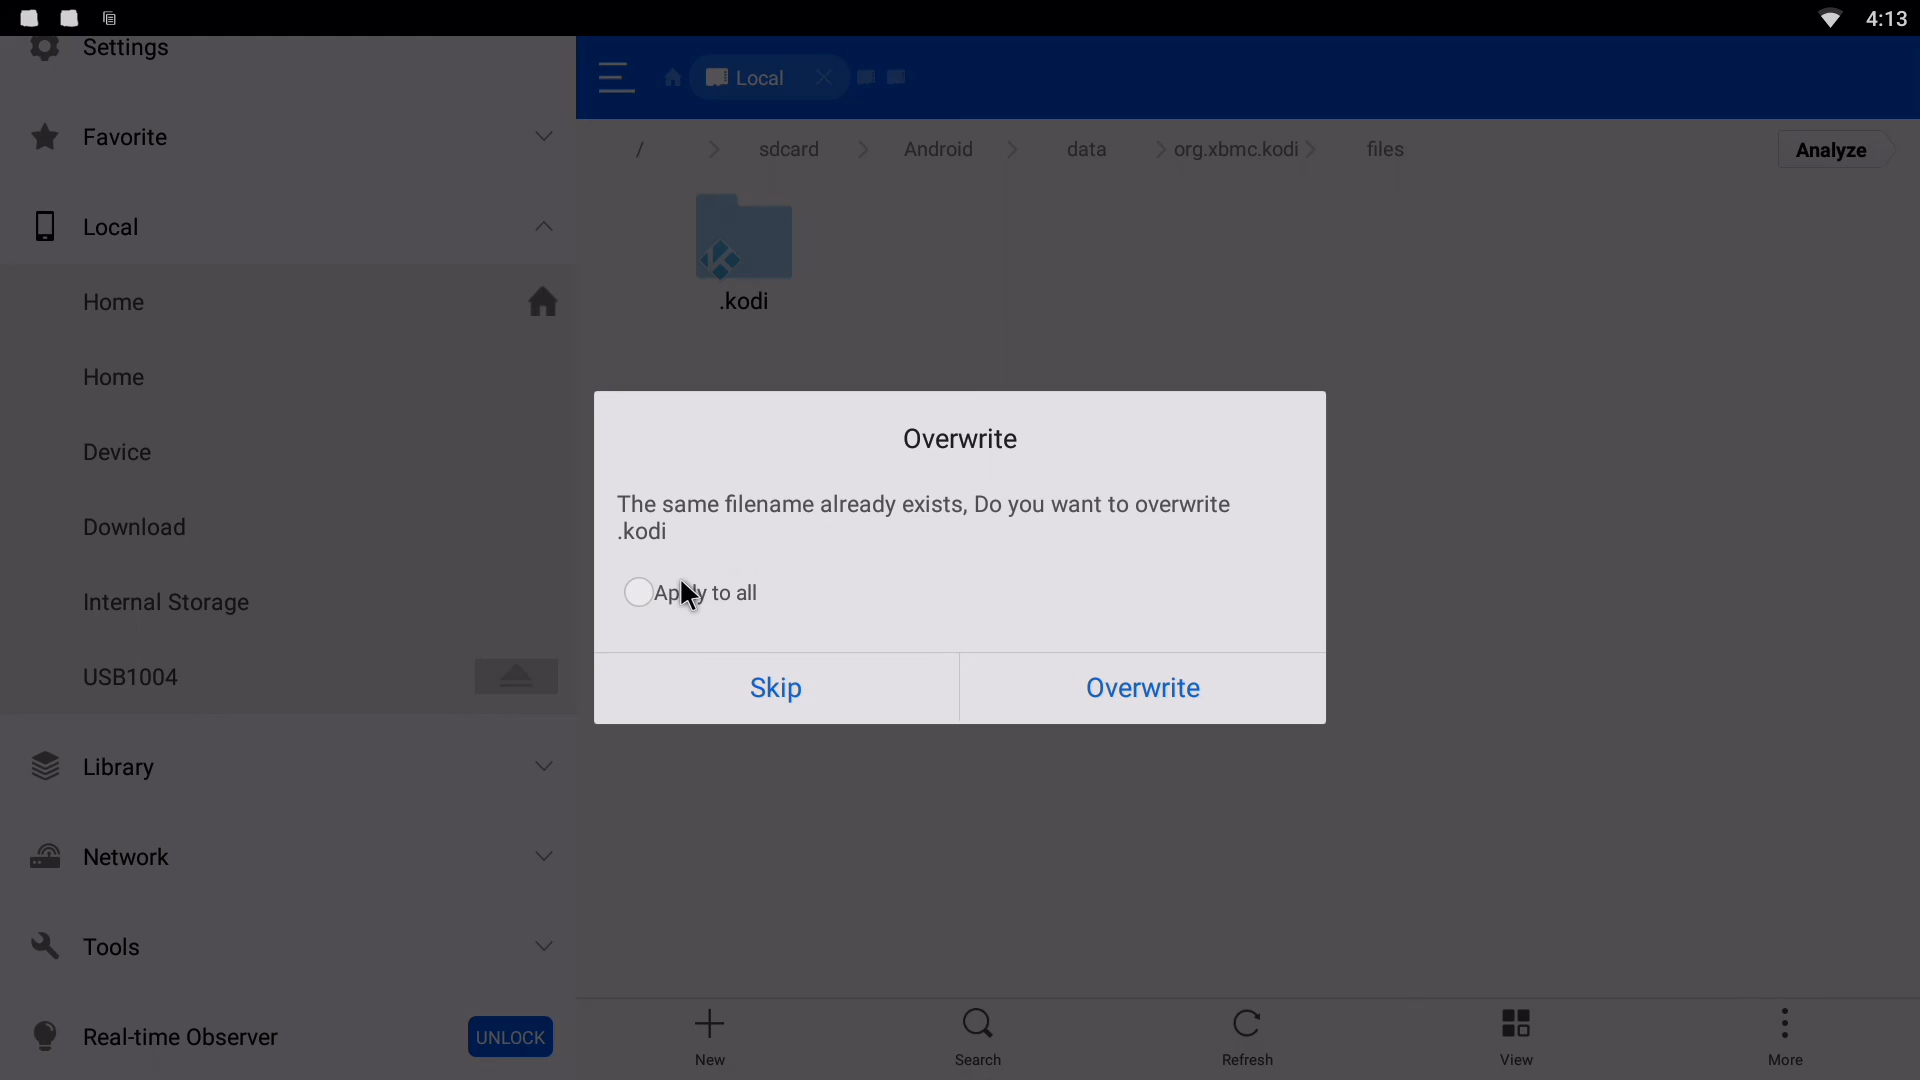 4:13
Settings
Favorite
Local
Home
Home
Device
Download
Internal Storage
USB1004
Library
Network
Tools
Real-time Observer
UNLOCK
Local
/
sdcard
Android
data
org.xbmc.kodi
files
Analyze
.kodi
Overwrite
The same filename already exists, Do you want to overwrite
.kodi
Apply to all
Skip
Overwrite
New
Search
Refresh
View
More